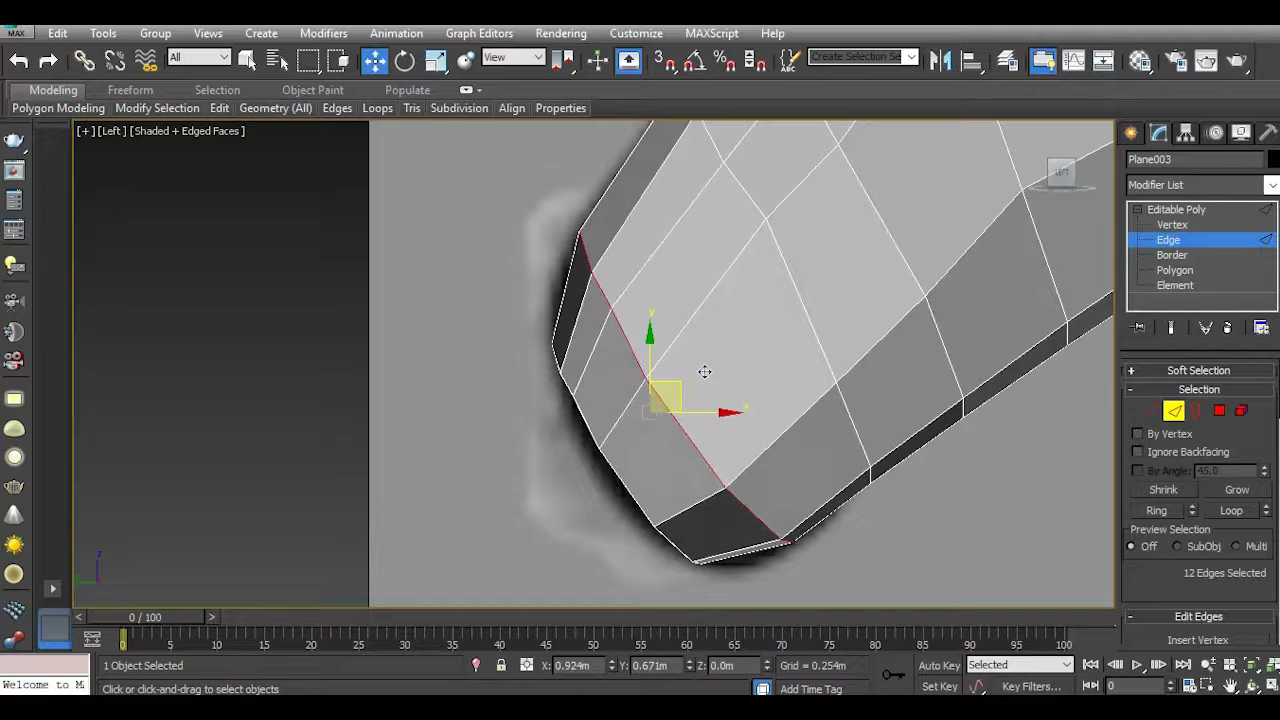 MAX Edit Tools Group Views Create Modifiers Animation Graph Editors Rendering Customize MAXScript Help
All View Create Selection Se
Modeling Freeform Selection Object Paint Populate
Polygon Modeling Modify Selection Edit Geometry (All) Edges Loops Tris Subdivision Align Properties
[+] [Left] [Shaded + Edged Faces]
LEFT
y
x
z
Plane003
Modifier List
Editable Poly
Vertex
Edge
Border
Polygon
Element
+ Soft Selection
- Selection
By Vertex
Ignore Backfacing
By Angle: 45.0
Shrink Grow
Ring Loop
Preview Selection
Off SubObj Multi
12 Edges Selected
- Edit Edges
Insert Vertex
< 0 / 100 >
0 5 10 15 20 25 30 35 40 45 50 55 60 65 70 75 80 85 90 95 100
1 Object Selected X: 0.924m Y: 0.671m Z: 0.0m Grid = 0.254m Auto Key Selected
Welcome to M Click or click-and-drag to select objects Add Time Tag Set Key Key Filters... 0